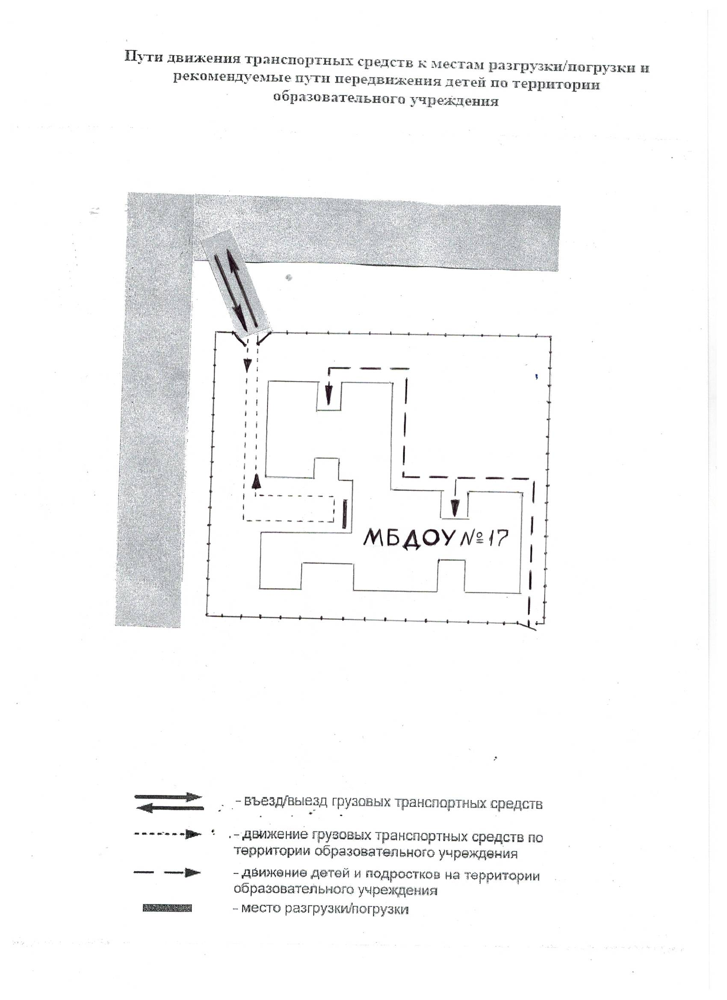 Пути движения транспортных средств к местам разгрузки/погрузки и
рекомендуемые пути передвижения детей по территории
образовательного учреждения
МБДОУ №17
– въезд/выезд грузовых транспортных средств
– движение грузовых транспортных средств по
территории образовательного учреждения
– движение детей и подростков на территории
образовательного учреждения
– место разгрузки/погрузки